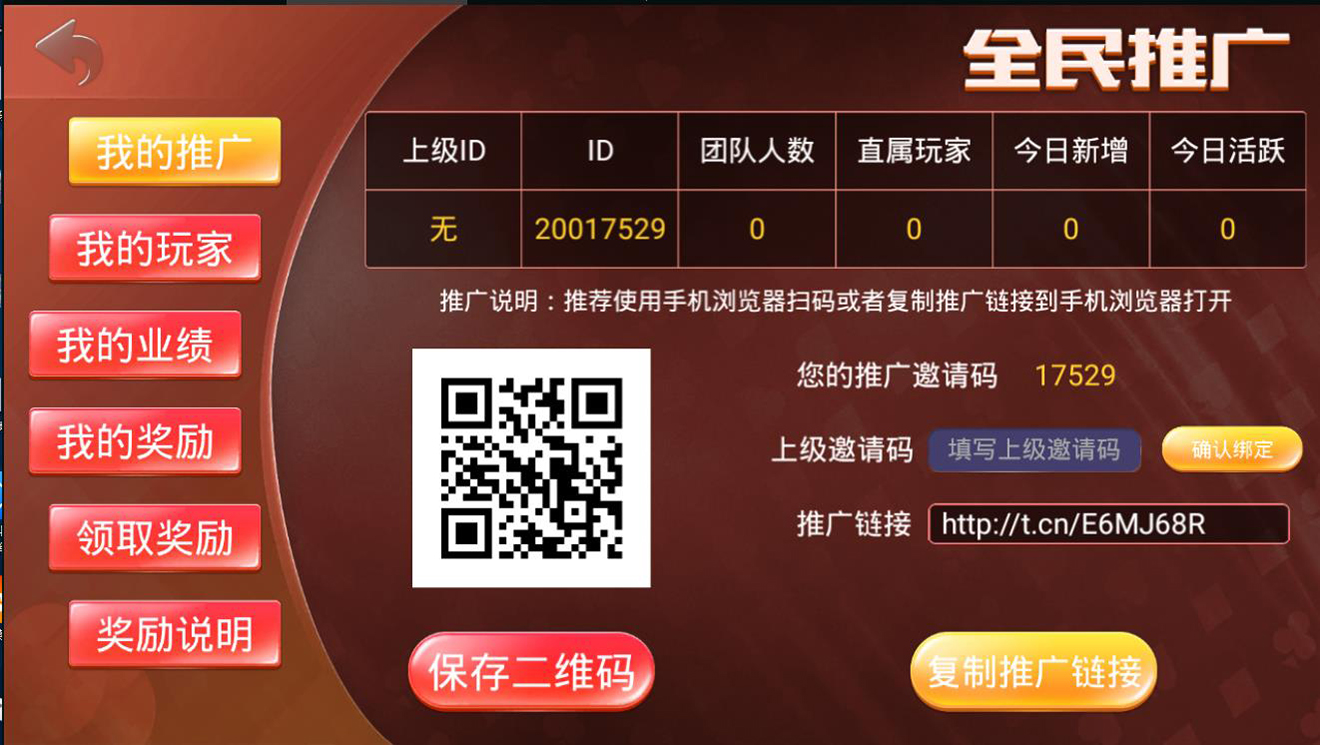 全民推广
我的推广
我的玩家
我的业绩
我的奖励
领取奖励
奖励说明
上级ID ID 团队人数 直属玩家 今日新增 今日活跃
无 20017529 0 0 0 0
推广说明：推荐使用手机浏览器扫码或者复制推广链接到手机浏览器打开
您的推广邀请码 17529
上级邀请码 填写上级邀请码 确认绑定
推广链接 http://t.cn/E6MJ68R
保存二维码 复制推广链接